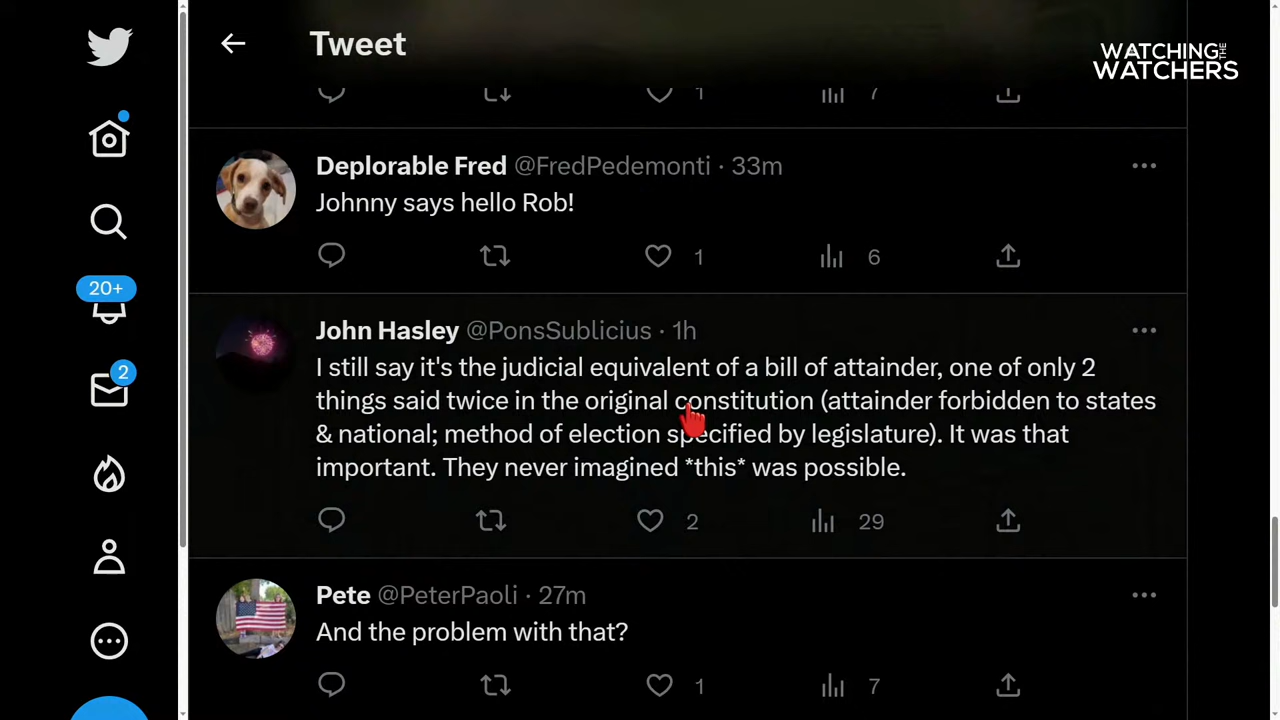 Tweet
WATCHING THE
WATCHERS
1
7
Deplorable Fred @FredPedemonti · 33m
Johnny says hello Rob!
1
6
20+
John Hasley @PonsSublicius · 1h
I still say it's the judicial equivalent of a bill of attainder, one of only 2
things said twice in the original constitution (attainder forbidden to states
& national; method of election specified by legislature). It was that
important. They never imagined *this* was possible.
2
2
29
Pete @PeterPaoli · 27m
And the problem with that?
1
7